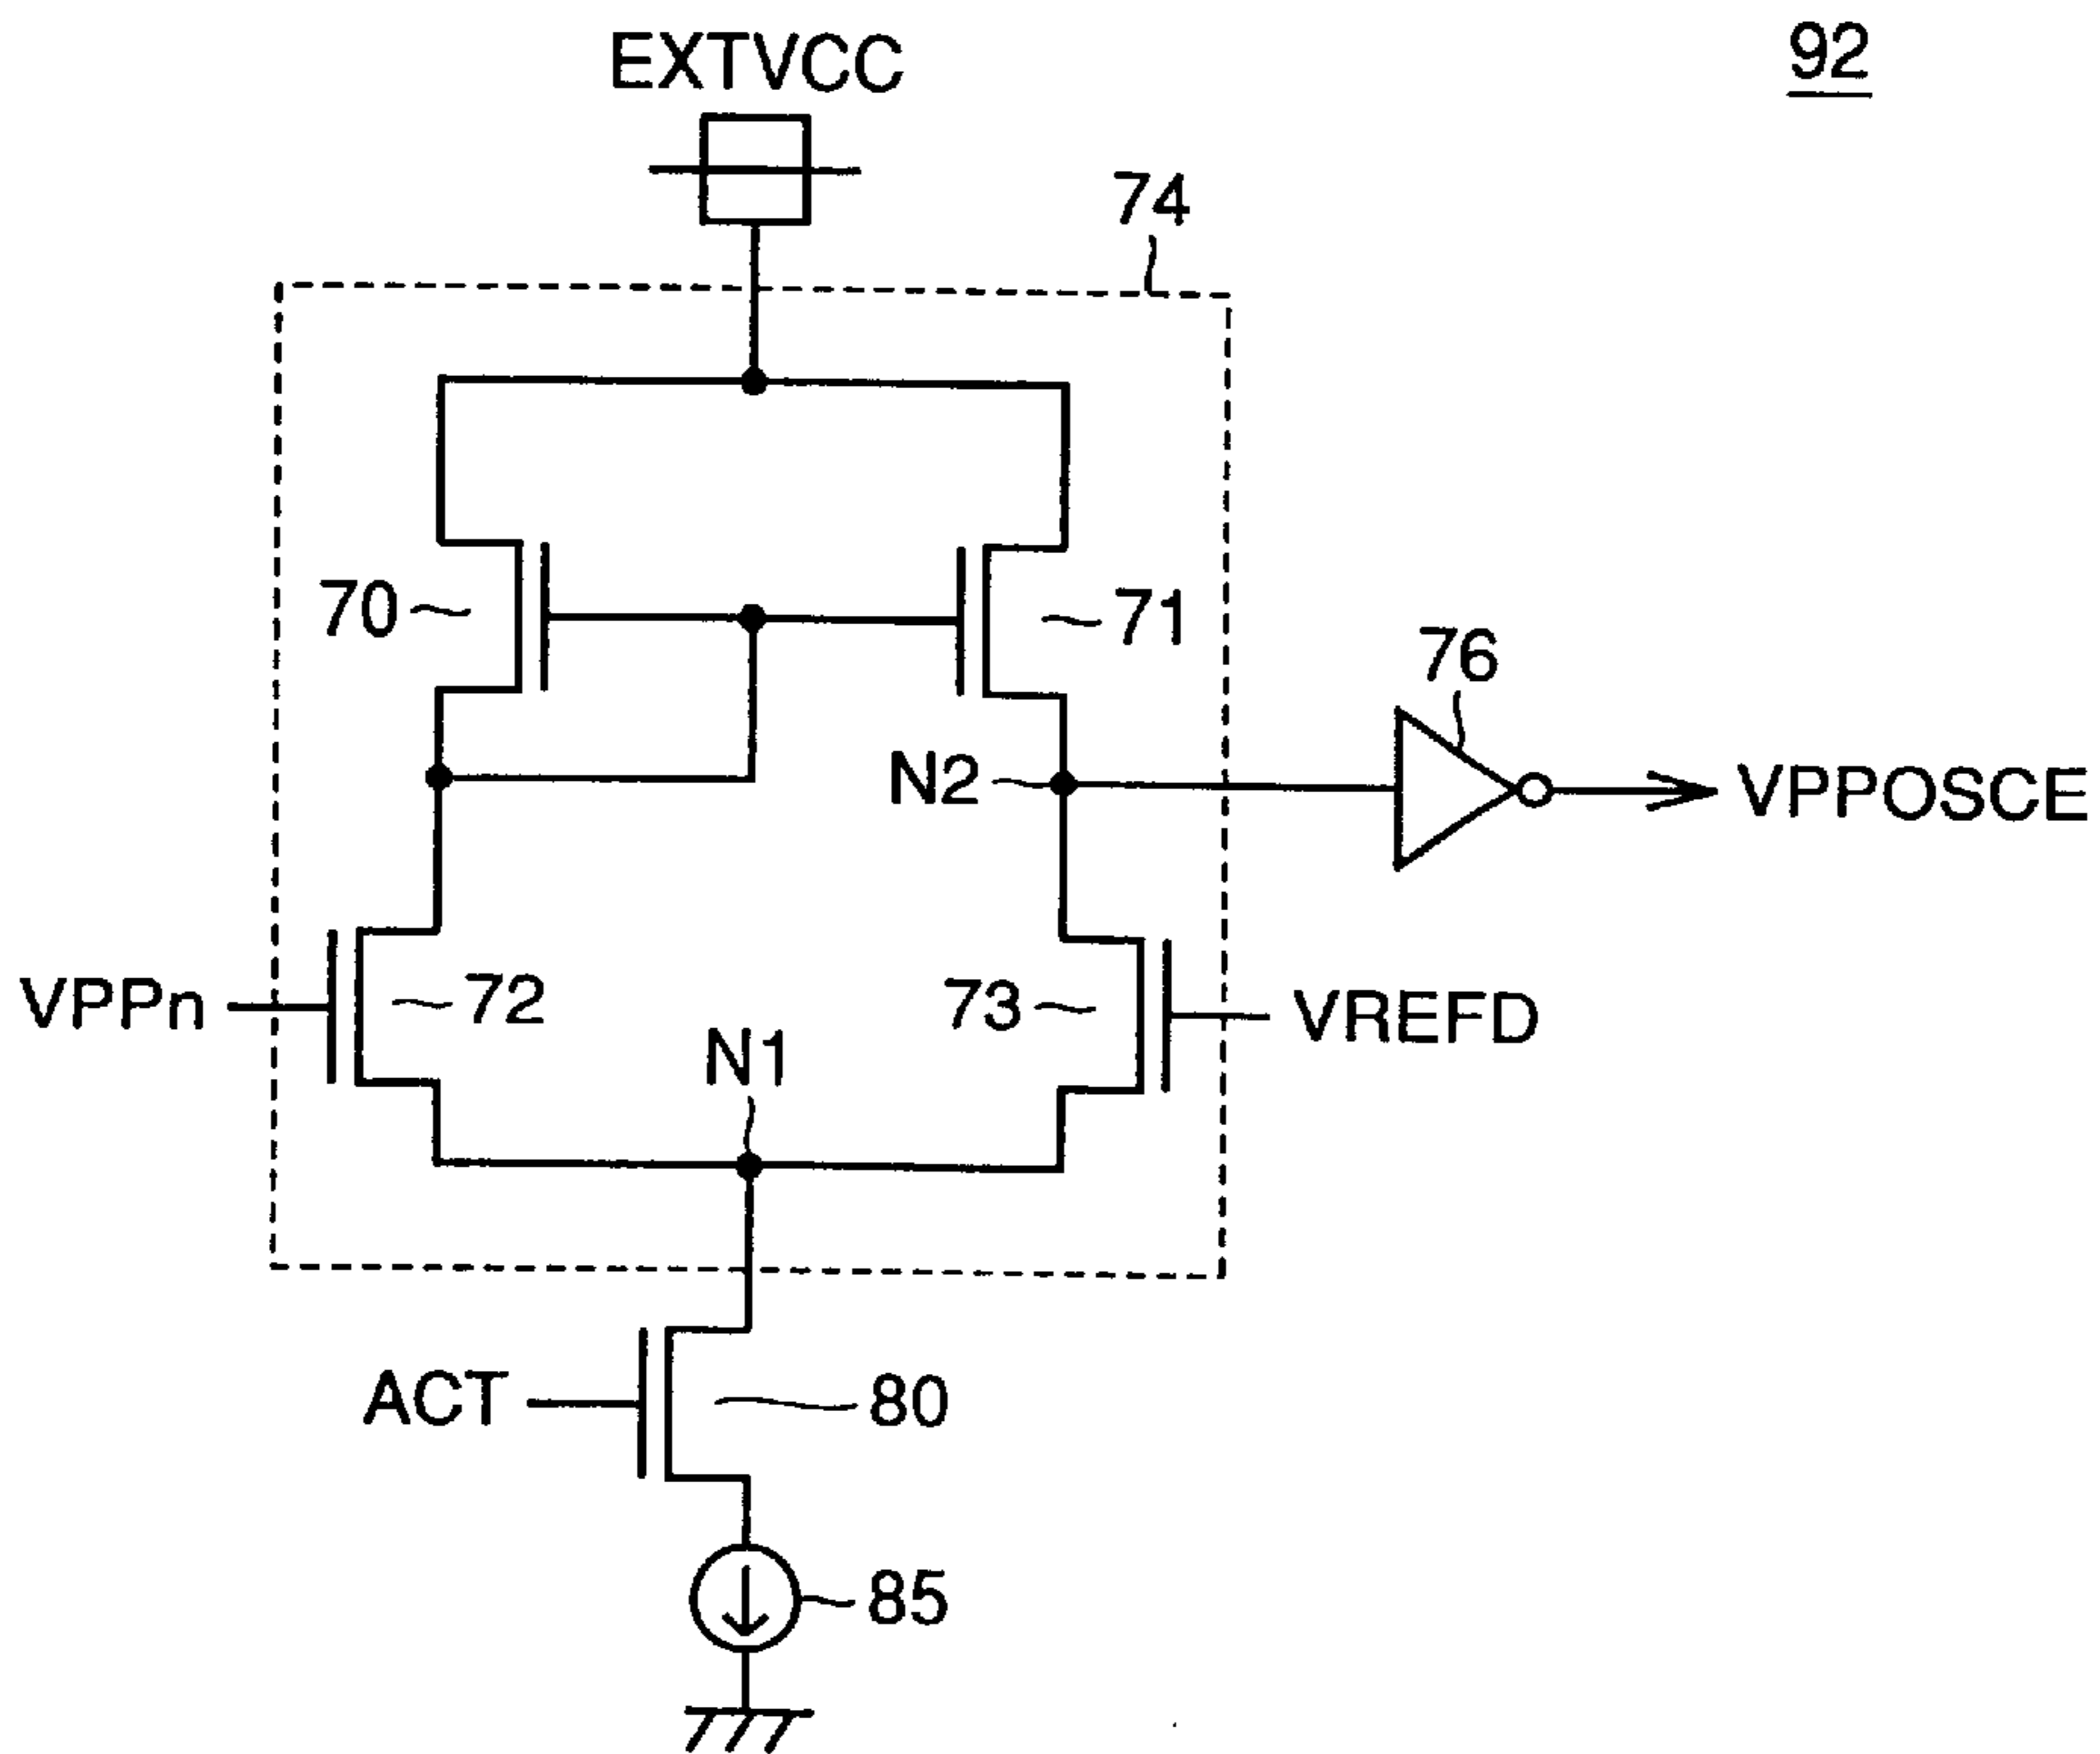 EXTVCC
92
74
70
71
76
N2
VPPOSCE
VPPn
72
73
VREFD
N1
ACT
80
85